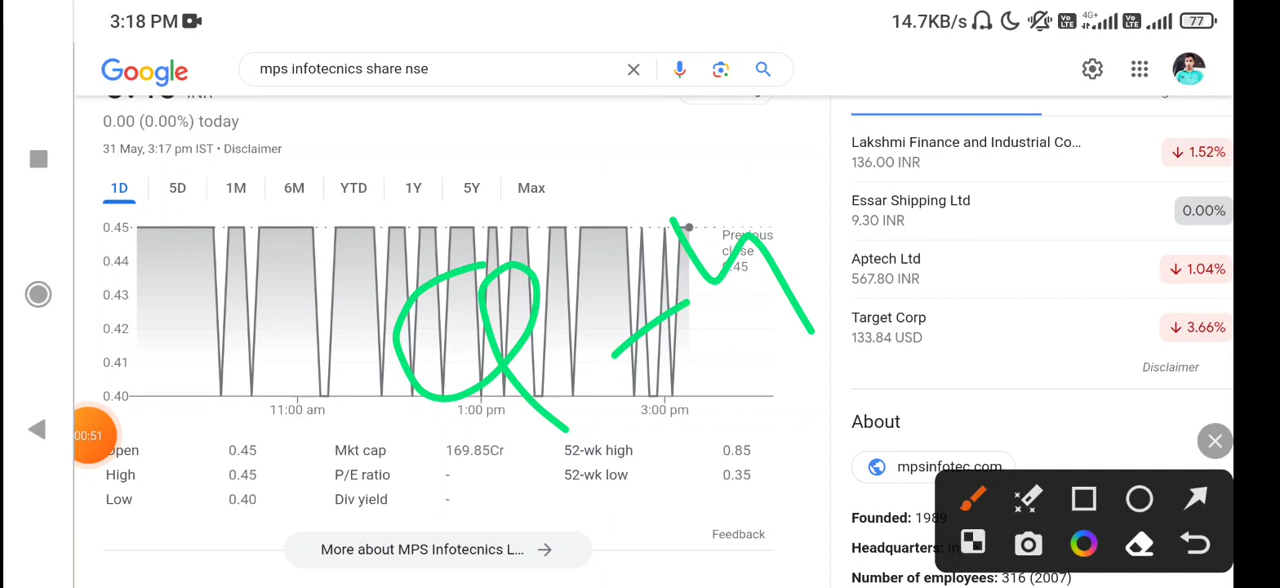 3:18 PM
14.7KB/s
4G+
Vo
LTE
Vo
LTE
77
Google
mps infotecnics share nse
INR
0.00 (0.00%) today
31 May, 3:17 pm IST • Disclaimer
1D 5D 1M 6M YTD 1Y 5Y Max
0.45
0.44
0.43
0.42
0.41
0.40
Previous
close
0.45
11:00 am 1:00 pm 3:00 pm
Open 0.45 Mkt cap 169.85Cr 52-wk high 0.85
High 0.45 P/E ratio - 52-wk low 0.35
Low 0.40 Div yield -
Feedback
More about MPS Infotecnics L... →
00:51
Lakshmi Finance and Industrial Co...
136.00 INR
↓ 1.52%
Essar Shipping Ltd
9.30 INR
0.00%
Aptech Ltd
567.80 INR
↓ 1.04%
Target Corp
133.84 USD
↓ 3.66%
Disclaimer
About
mpsinfotec.com
Founded: 1989
Headquarters:
Number of employees: 316 (2007)